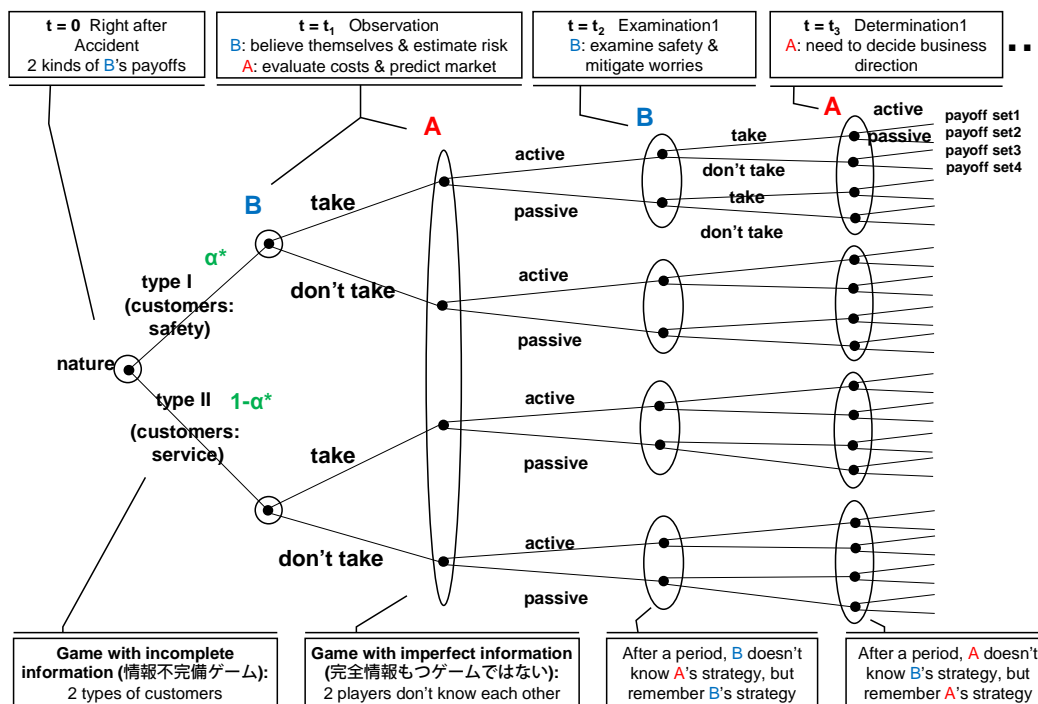 t = 0 Right after
Accident
2 kinds of B's payoffs
t = t₁ Observation
B: believe themselves & estimate risk
A: evaluate costs & predict market
t = t₂ Examination1
B: examine safety &
mitigate worries
t = t₃ Determination1
A: need to decide business
direction
..
A
B
A
B
active
passive
payoff set1
payoff set2
payoff set3
payoff set4
take
don't take
take
don't take
active
passive
take
don't take
α*
type I
(customers:
safety)
nature
type II
1-α*
(customers:
service)
active
passive
take
don't take
active
passive
active
passive
Game with incomplete
information (情報不完備ゲーム):
2 types of customers
Game with imperfect information
(完全情報もつゲームではない):
2 players don't know each other
After a period, B doesn't
know A's strategy, but
remember B's strategy
After a period, A doesn't
know B's strategy, but
remember A's strategy